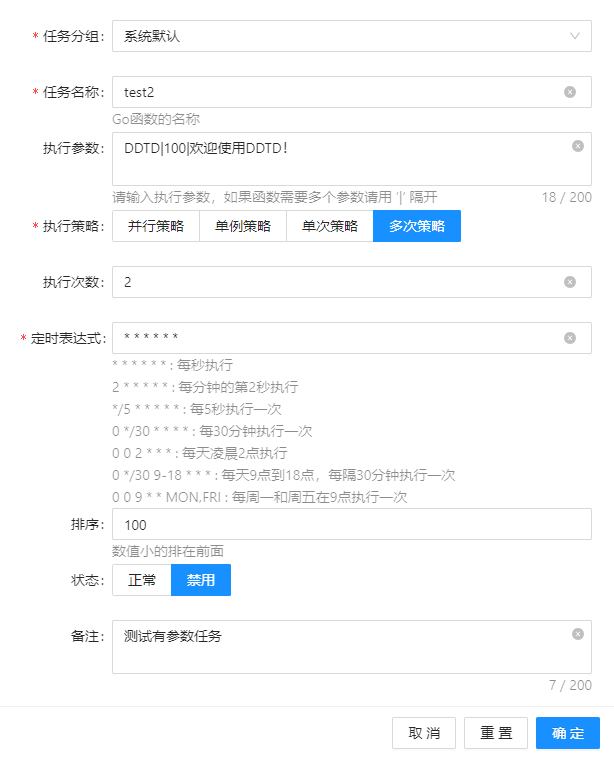 * 任务分组: 系统默认
* 任务名称: test2
Go函数的名称
执行参数: DDTD|100|欢迎使用DDTD!
请输入执行参数，如果函数需要多个参数请用 '|' 隔开 18 / 200
* 执行策略: 并行策略 单例策略 单次策略 多次策略
执行次数: 2
* 定时表达式: * * * * * *
* * * * * * : 每秒执行
2 * * * * * : 每分钟的第2秒执行
*/5 * * * * * : 每5秒执行一次
0 */30 * * * * : 每30分钟执行一次
0 0 2 * * * : 每天凌晨2点执行
0 */30 9-18 * * * : 每天9点到18点，每隔30分钟执行一次
0 0 9 * * MON,FRI : 每周一和周五在9点执行一次
排序: 100
数值小的排在前面
状态: 正常 禁用
备注: 测试有参数任务
7 / 200
取 消 重 置 确 定